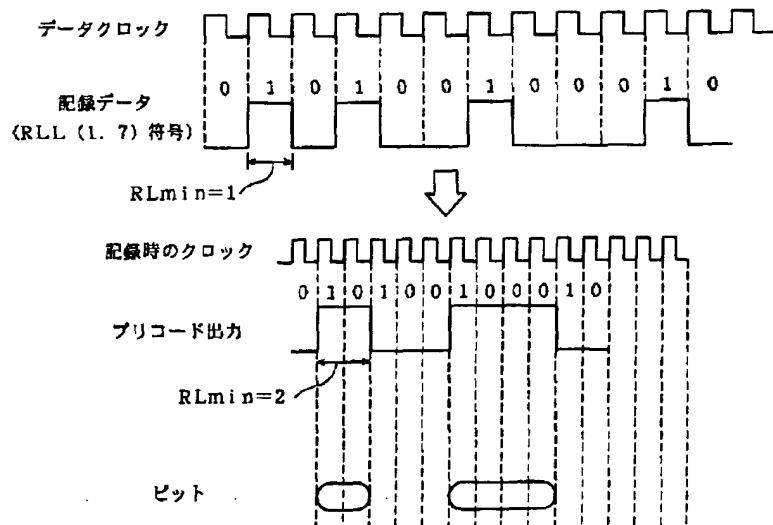 データクロック
0 1 0 1 0 0 1 0 0 0 1 0
記録データ
(RLL (1. 7) 符号)
RLmin=1
記録時のクロック
0 1 0 1 0 0 1 0 0 0 1 0
プリコード出力
RLmin=2
ピット